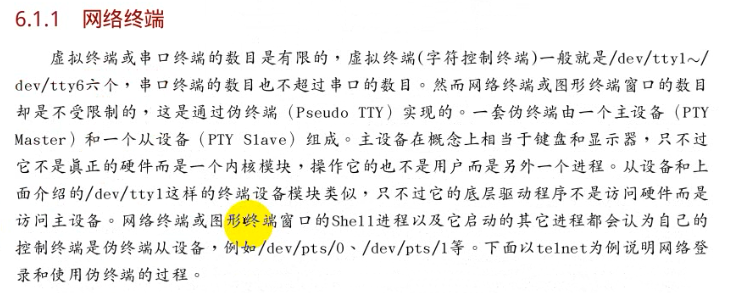 6.1.1 网络终端
虚拟终端或串口终端的数目是有限的，虚拟终端(字符控制终端)一般就是/dev/tty1～/
dev/tty6六个，串口终端的数目也不超过串口的数目。然而网络终端或图形终端窗口的数目
却是不受限制的，这是通过伪终端（Pseudo TTY）实现的。一套伪终端由一个主设备（PTY
Master）和一个从设备（PTY Slave）组成。主设备在概念上相当于键盘和显示器，只不过
它不是真正的硬件而是一个内核模块，操作它的也不是用户而是另外一个进程。从设备和上
面介绍的/dev/tty1这样的终端设备模块类似，只不过它的底层驱动程序不是访问硬件而是
访问主设备。网络终端或图形终端窗口的Shell进程以及它启动的其它进程都会认为自己的
控制终端是伪终端从设备，例如/dev/pts/0、/dev/pts/1等。下面以telnet为例说明网络登
录和使用伪终端的过程。